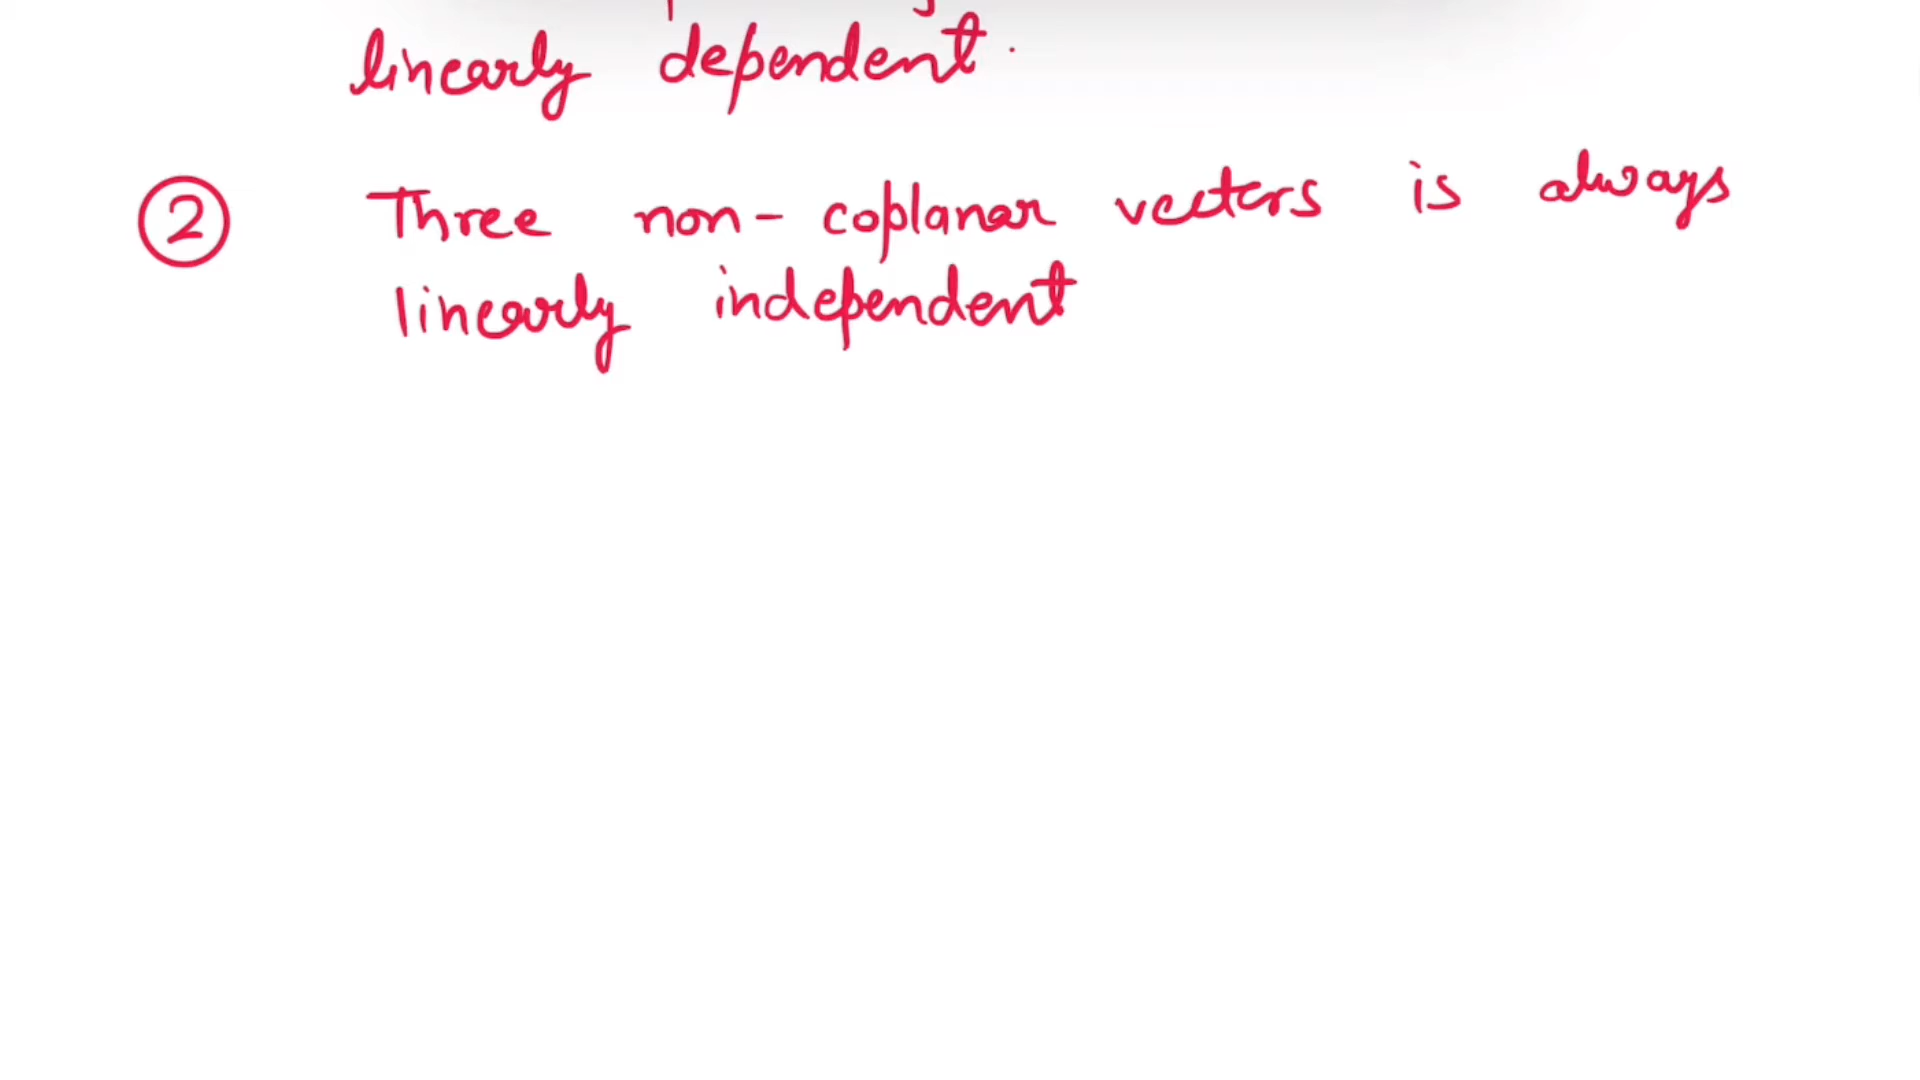 linearly dependent.
② Three non-coplanar vectors is always
linearly independent